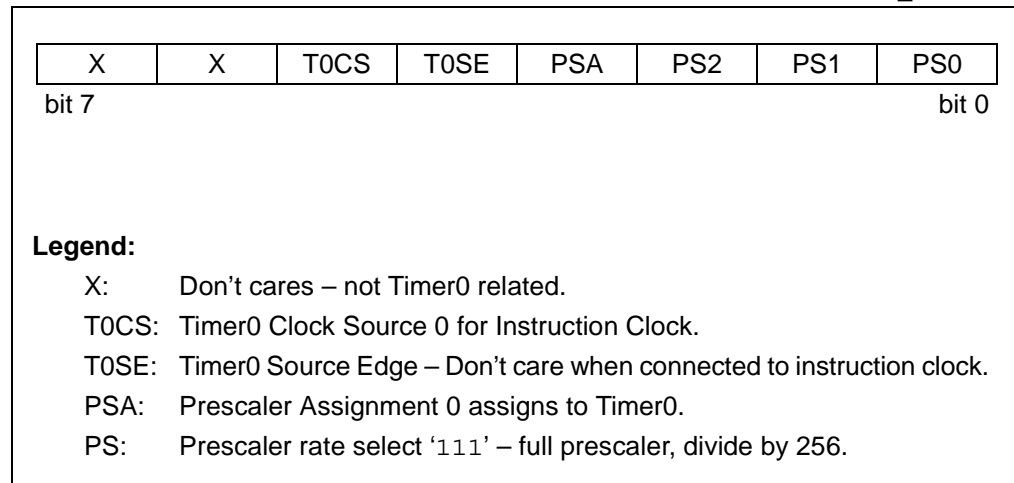 X X T0CS T0SE PSA PS2 PS1 PS0
bit 7 bit 0
Legend:
X: Don't cares – not Timer0 related.
T0CS: Timer0 Clock Source 0 for Instruction Clock.
T0SE: Timer0 Source Edge – Don't care when connected to instruction clock.
PSA: Prescaler Assignment 0 assigns to Timer0.
PS: Prescaler rate select '111' – full prescaler, divide by 256.